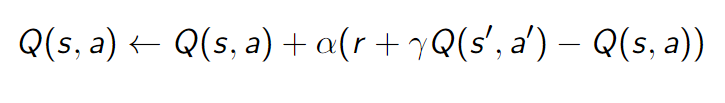 Q(s, a) ← Q(s, a) + α(r + γQ(s′, a′) − Q(s, a))